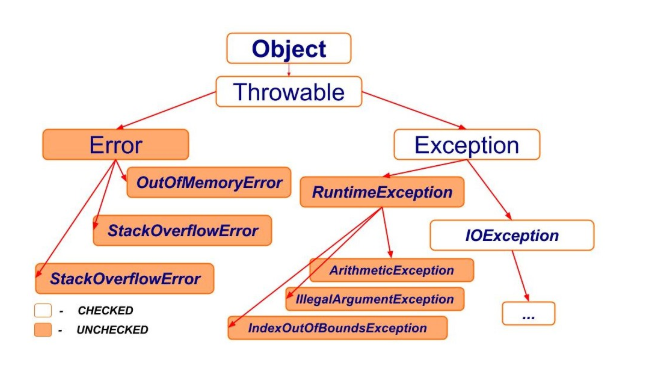 Object
Throwable
Error
Exception
OutOfMemoryError
RuntimeException
StackOverflowError
IOException
StackOverflowError
ArithmeticException
IllegalArgumentException
IndexOutOfBoundsException
...
- CHECKED
- UNCHECKED